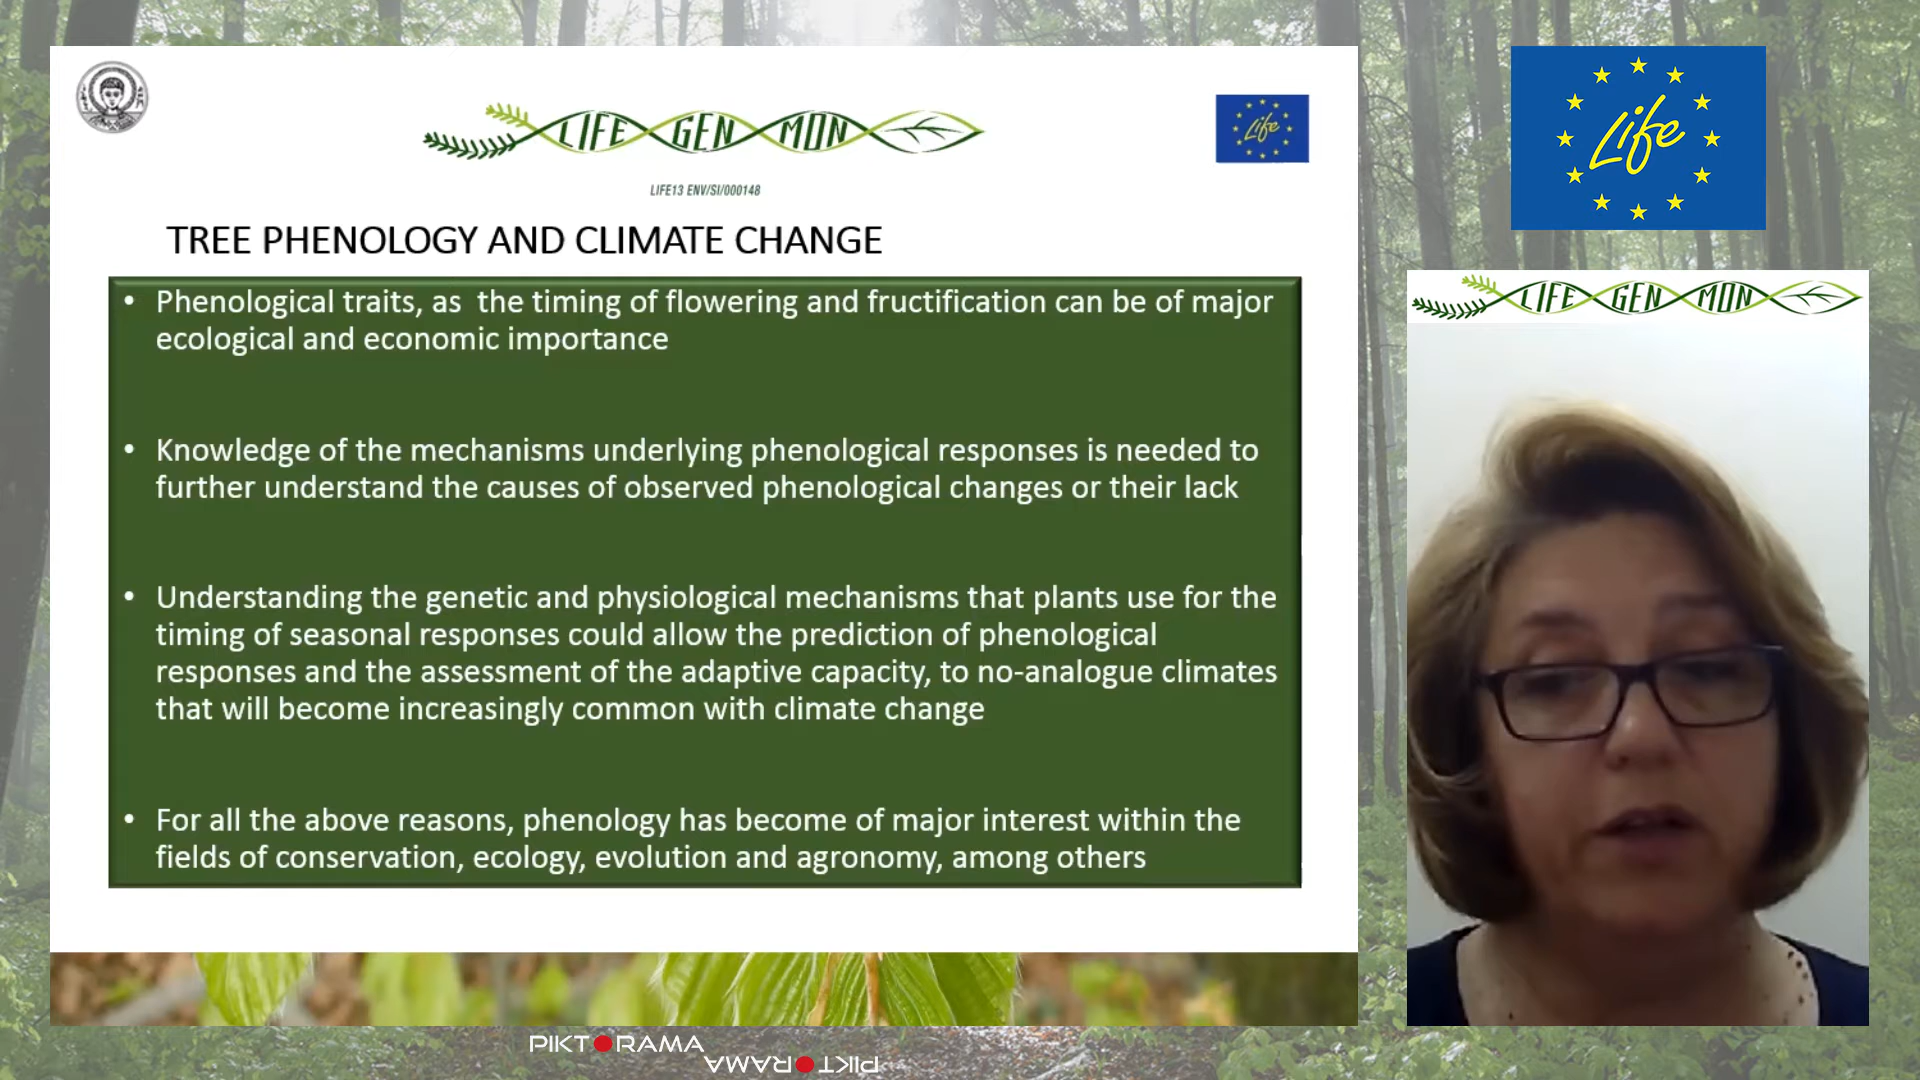 LIFE GEN MON
Life
LIFE13 ENV/SI/000148
TREE PHENOLOGY AND CLIMATE CHANGE
• Phenological traits, as the timing of flowering and fructification can be of major
ecological and economic importance
• Knowledge of the mechanisms underlying phenological responses is needed to
further understand the causes of observed phenological changes or their lack
• Understanding the genetic and physiological mechanisms that plants use for the
timing of seasonal responses could allow the prediction of phenological
responses and the assessment of the adaptive capacity, to no-analogue climates
that will become increasingly common with climate change
• For all the above reasons, phenology has become of major interest within the
fields of conservation, ecology, evolution and agronomy, among others
Life
LIFE GEN MON
PIKTORAMA
PIKTORAMA